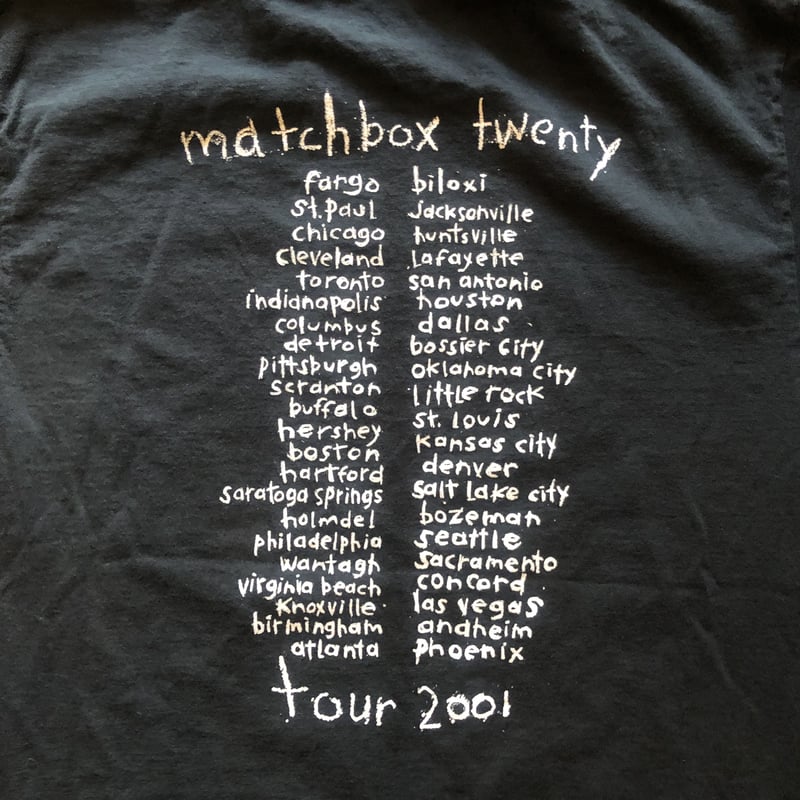 matchbox twenty
fargo
st. paul
chicago
cleveland
toronto
indianapolis
columbus
detroit
pittsburgh
scranton
buffalo
hershey
boston
hartford
saratoga springs
holmdel
philadelphia
wantagh
virginia beach
knoxville
birmingham
atlanta
biloxi
jacksonville
huntsville
lafayette
san antonio
houston
dallas
bossier city
oklahoma city
little rock
st. louis
kansas city
denver
salt lake city
bozeman
seattle
sacramento
concord
las vegas
anaheim
phoenix
tour 2001